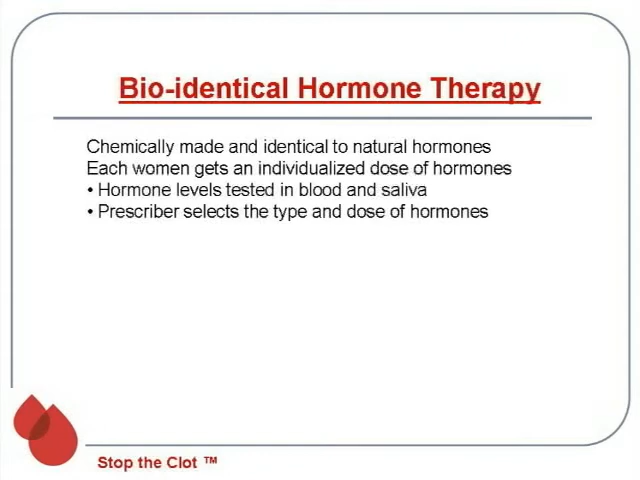 Bio-identical Hormone Therapy
Chemically made and identical to natural hormones
Each women gets an individualized dose of hormones
• Hormone levels tested in blood and saliva
• Prescriber selects the type and dose of hormones
Stop the Clot ™